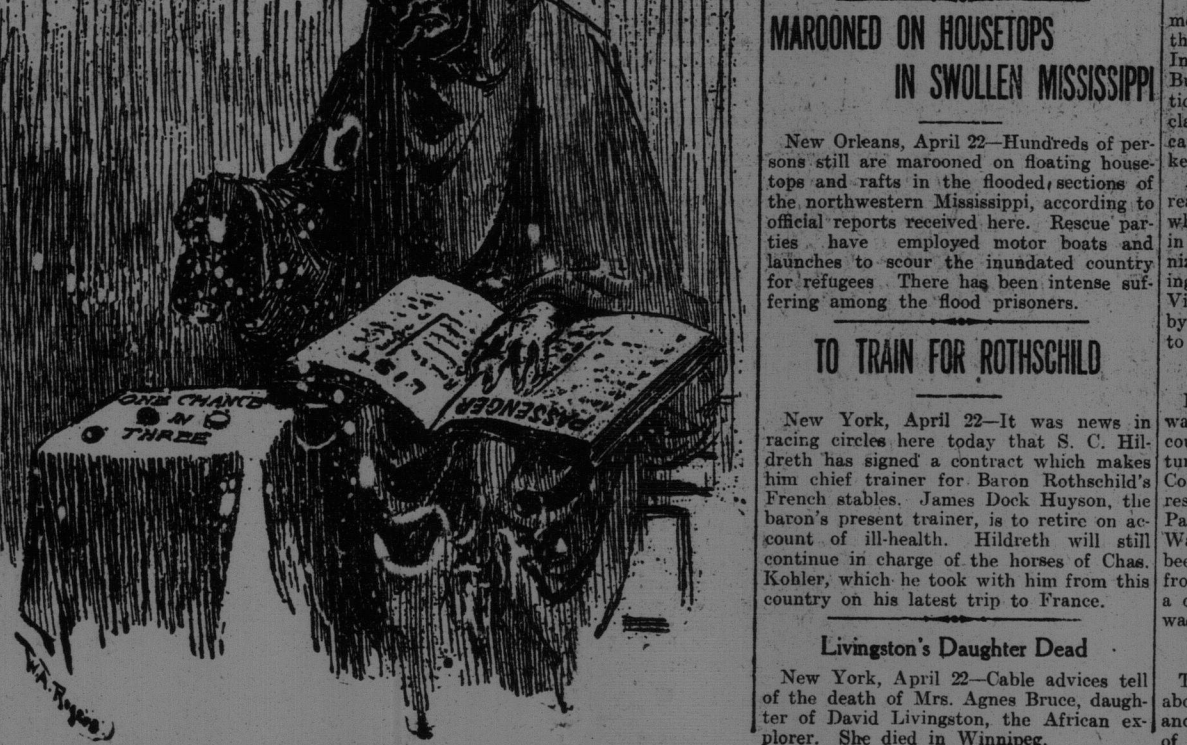 ONE CHANCE
IN
THREE
LIST
PASSENGER
W. A. Rogers
MAROONED ON HOUSETOPS
IN SWOLLEN MISSISSIPPI
New Orleans, April 22—Hundreds of per-
sons still are marooned on floating house-
tops and rafts in the flooded sections of
the northwestern Mississippi, according to
official reports received here. Rescue par-
ties have employed motor boats and
launches to scour the inundated country
for refugees There has been intense suf-
fering among the flood prisoners.
TO TRAIN FOR ROTHSCHILD
New York, April 22—It was news in
racing circles here today that S. C. Hil-
dreth has signed a contract which makes
him chief trainer for Baron Rothschild's
French stables. James Dock Huyson, the
baron's present trainer, is to retire on ac-
count of ill-health. Hildreth will still
continue in charge of the horses of Chas.
Kohler, which he took with him from this
country on his latest trip to France.
Livingston's Daughter Dead
New York, April 22—Cable advices tell
of the death of Mrs. Agnes Bruce, daugh-
ter of David Livingston, the African ex-
plorer. She died in Winnipeg.